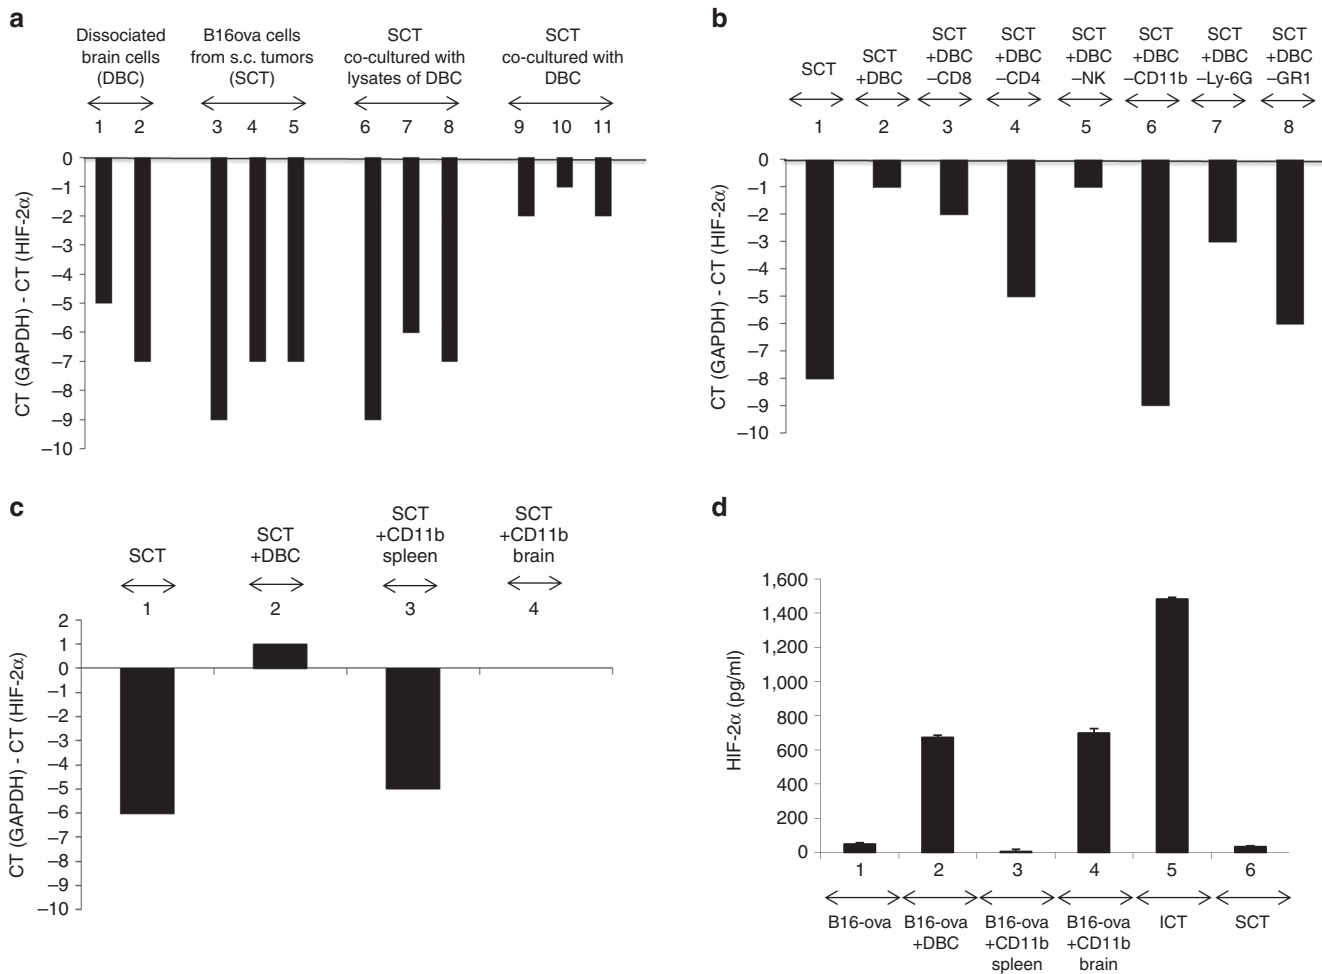 a
Dissociated
brain cells
(DBC)
B16ova cells
from s.c. tumors
(SCT)
SCT
co-cultured with
lysates of DBC
SCT
co-cultured with
DBC
1 2 3 4 5 6 7 8 9 10 11
CT (GAPDH) - CT (HIF-2α)
0
–1
–2
–3
–4
–5
–6
–7
–8
–9
–10
b
SCT
SCT
+DBC
SCT
+DBC
–CD8
SCT
+DBC
–CD4
SCT
+DBC
–NK
SCT
+DBC
–CD11b
SCT
+DBC
–Ly-6G
SCT
+DBC
–GR1
1 2 3 4 5 6 7 8
CT (GAPDH) - CT (HIF-2α)
0
–1
–2
–3
–4
–5
–6
–7
–8
–9
–10
c
SCT
SCT
+DBC
SCT
+CD11b
spleen
SCT
+CD11b
brain
1 2 3 4
CT (GAPDH) - CT (HIF-2α)
2
1
0
–1
–2
–3
–4
–5
–6
–7
–8
–9
–10
d
HIF-2α (pg/ml)
1,600
1,400
1,200
1,000
800
600
400
200
0
1 2 3 4 5 6
B16-ova
B16-ova
+DBC
B16-ova
+CD11b
spleen
B16-ova
+CD11b
brain
ICT
SCT